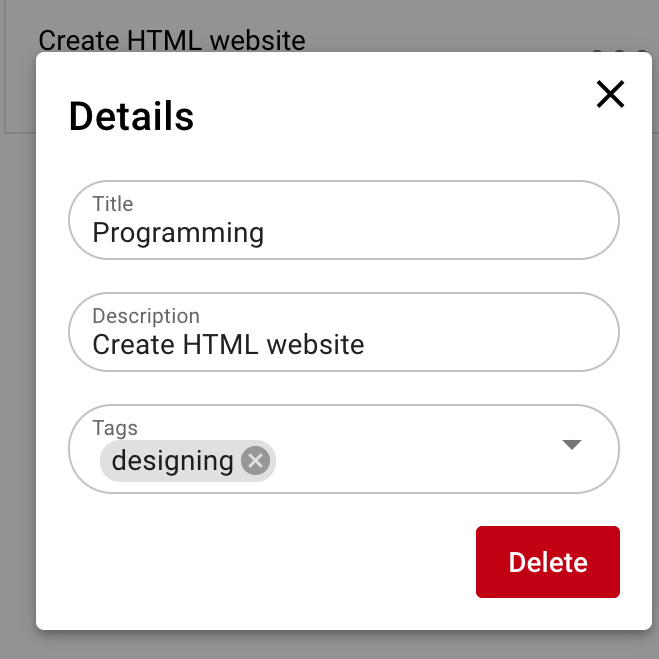 Create HTML website
Details
Title
Programming
Description
Create HTML website
Tags
designing
Delete